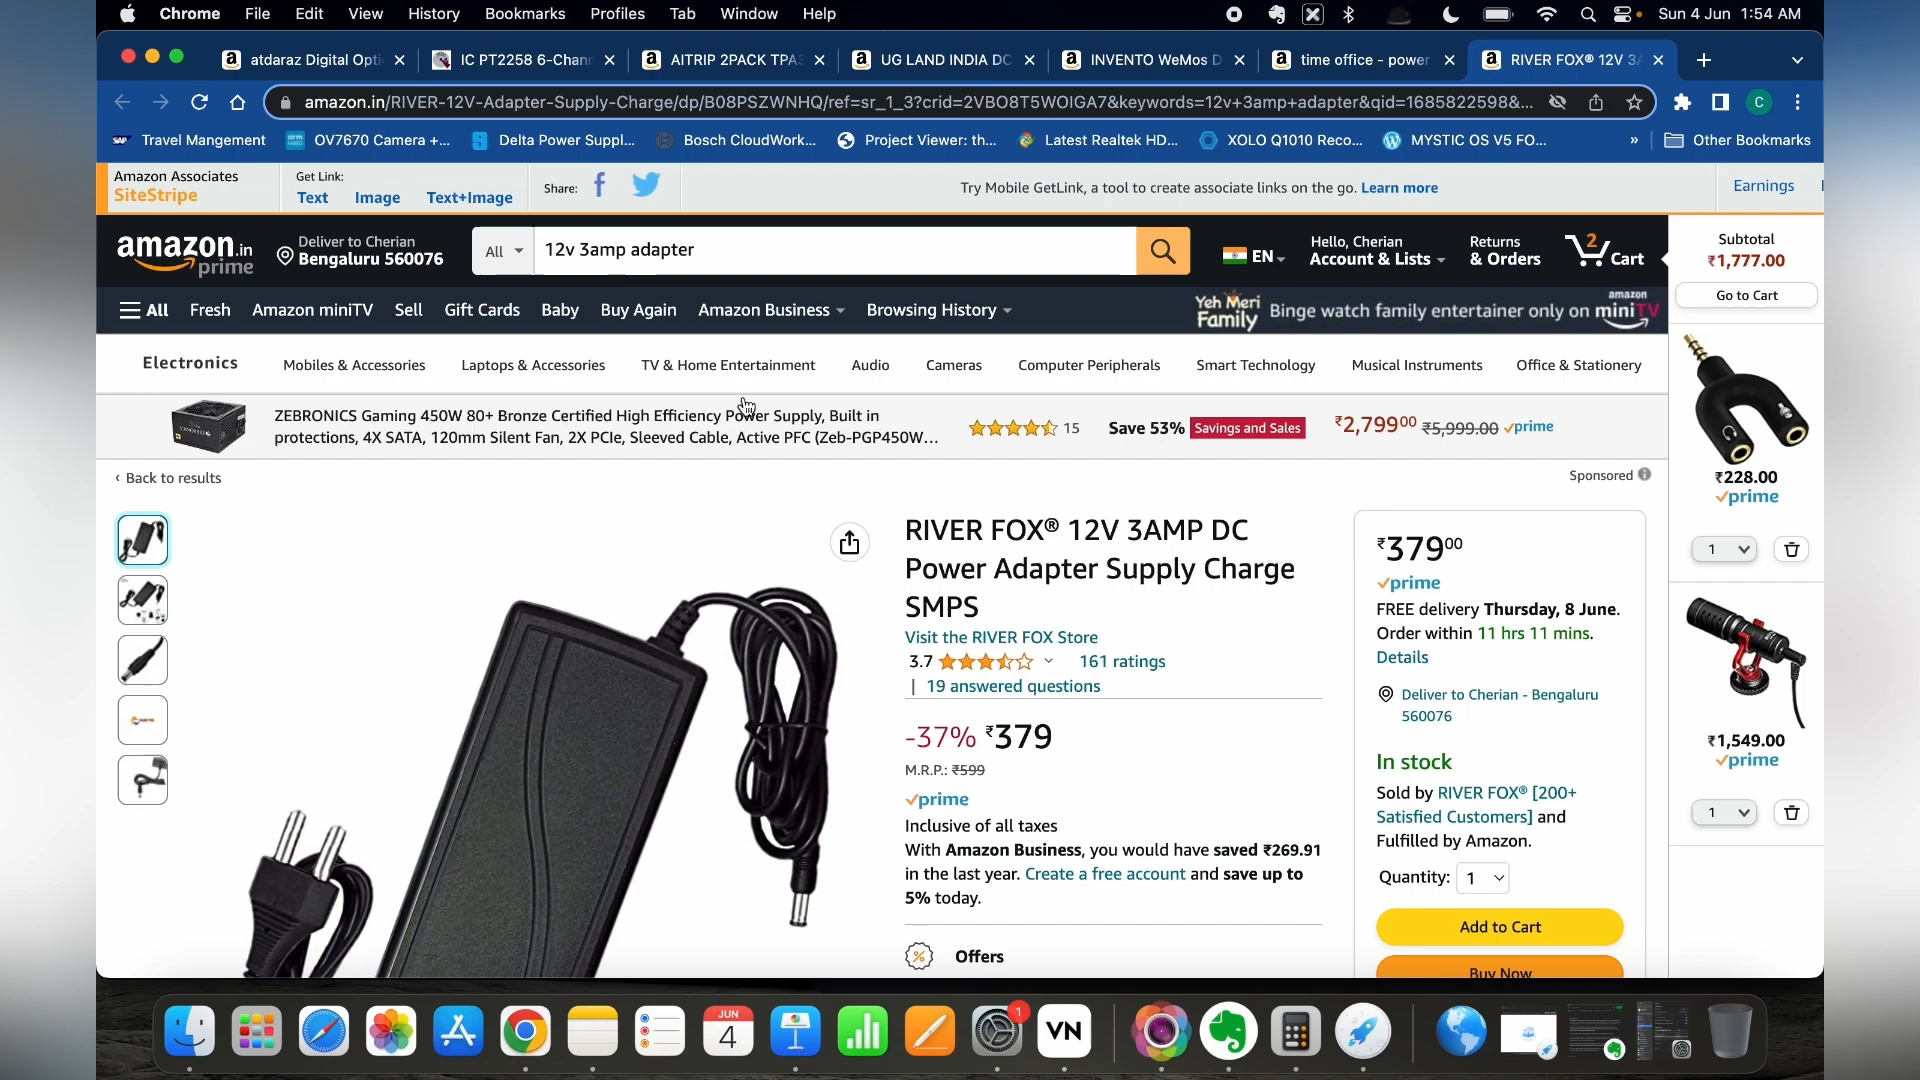 Chrome File Edit View History Bookmarks Profiles Tab Window Help Sun 4 Jun 1:54 AM
atdaraz Digital Opti IC PT2258 6-Chann AITRIP 2PACK TPA3 UG LAND INDIA DC INVENTO WeMos D time office - power RIVER FOX® 12V 3A
amazon.in/RIVER-12V-Adapter-Supply-Charge/dp/B08PSZWNHQ/ref=sr_1_3?crid=2VBO8T5WOIGA7&keywords=12v+3amp+adapter&qid=1685822598&... C
SAP Travel Mangement OV7670 Camera +... Delta Power Suppl... Bosch CloudWork... Project Viewer: th... Latest Realtek HD... XOLO Q1010 Reco... MYSTIC OS V5 FO... » Other Bookmarks
Amazon Associates
SiteStripe
Get Link:
Text Image Text+Image
Share:
Try Mobile GetLink, a tool to create associate links on the go. Learn more
Earnings
amazon.in
prime
Deliver to Cherian
Bengaluru 560076
All 12v 3amp adapter
EN
Hello, Cherian
Account & Lists
Returns
& Orders
2
Cart
Subtotal
₹1,777.00
Go to Cart
All Fresh Amazon miniTV Sell Gift Cards Baby Buy Again Amazon Business Browsing History
Yeh Meri
Family
Binge watch family entertainer only on
amazon
miniTV
Electronics Mobiles & Accessories Laptops & Accessories TV & Home Entertainment Audio Cameras Computer Peripherals Smart Technology Musical Instruments Office & Stationery
ZEBRONICS Gaming 450W 80+ Bronze Certified High Efficiency Power Supply, Built in
protections, 4X SATA, 120mm Silent Fan, 2X PCIe, Sleeved Cable, Active PFC (Zeb-PGP450W...
15 Save 53% Savings and Sales ₹2,79900 ₹5,999.00 prime
‹ Back to results
Sponsored
RIVER FOX® 12V 3AMP DC
Power Adapter Supply Charge
SMPS
Visit the RIVER FOX Store
3.7 161 ratings
| 19 answered questions
-37% ₹379
M.R.P.: ₹599
prime
Inclusive of all taxes
With Amazon Business, you would have saved ₹269.91
in the last year. Create a free account and save up to
5% today.
Offers
₹37900
prime
FREE delivery Thursday, 8 June.
Order within 11 hrs 11 mins.
Details
Deliver to Cherian - Bengaluru
560076
In stock
Sold by RIVER FOX® [200+
Satisfied Customers] and
Fulfilled by Amazon.
Quantity: 1
Add to Cart
Buy Now
₹228.00
prime
1
₹1,549.00
prime
1
JUN
4
1
VN